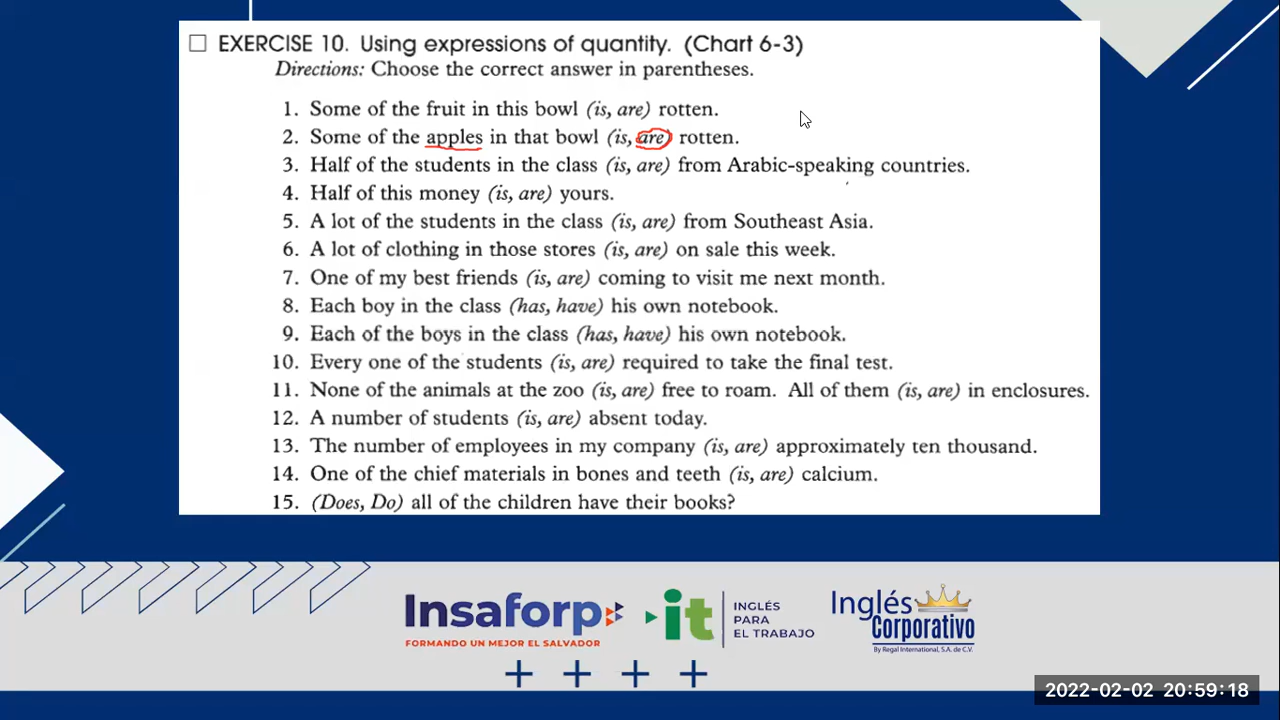 EXERCISE 10. Using expressions of quantity. (Chart 6-3)
Directions: Choose the correct answer in parentheses.
1. Some of the fruit in this bowl (is, are) rotten.
2. Some of the apples in that bowl (is, are) rotten.
3. Half of the students in the class (is, are) from Arabic-speaking countries.
4. Half of this money (is, are) yours.
5. A lot of the students in the class (is, are) from Southeast Asia.
6. A lot of clothing in those stores (is, are) on sale this week.
7. One of my best friends (is, are) coming to visit me next month.
8. Each boy in the class (has, have) his own notebook.
9. Each of the boys in the class (has, have) his own notebook.
10. Every one of the students (is, are) required to take the final test.
11. None of the animals at the zoo (is, are) free to roam. All of them (is, are) in enclosures.
12. A number of students (is, are) absent today.
13. The number of employees in my company (is, are) approximately ten thousand.
14. One of the chief materials in bones and teeth (is, are) calcium.
15. (Does, Do) all of the children have their books?
Insaforp
FORMANDO UN MEJOR EL SALVADOR
it
INGLÉS
PARA
EL TRABAJO
Inglés
Corporativo
By Regal International, S.A. de C.V.
2022-02-02 20:59:18